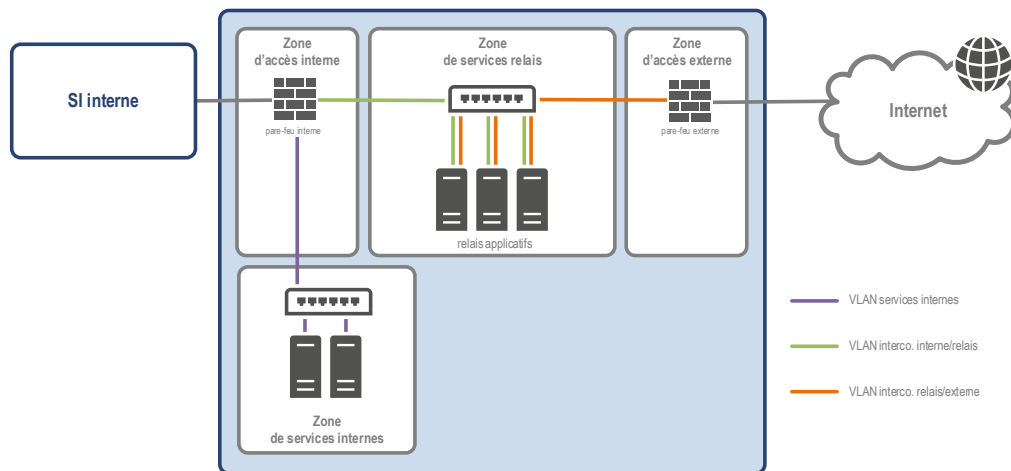 SI interne
Zone
d'accès interne
pare-feu interne
Zone
de services relais
relais applicatifs
Zone
d'accès externe
pare-feu externe
Internet
Zone
de services internes
VLAN services internes
VLAN interco. interne/relais
VLAN interco. relais/externe